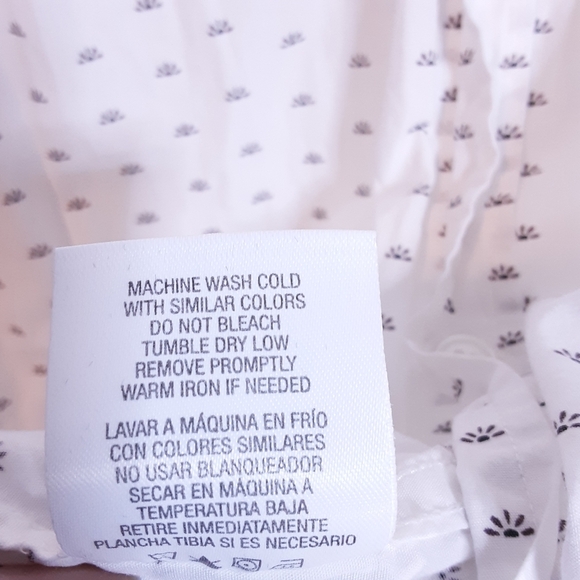 MACHINE WASH COLD
WITH SIMILAR COLORS
DO NOT BLEACH
TUMBLE DRY LOW
REMOVE PROMPTLY
WARM IRON IF NEEDED
LAVAR A MÁQUINA EN FRÍO
CON COLORES SIMILARES
NO USAR BLANQUEADOR
SECAR EN MÁQUINA A
TEMPERATURA BAJA
RETIRE INMEDIATAMENTE
PLANCHA TIBIA SI ES NECESARIO